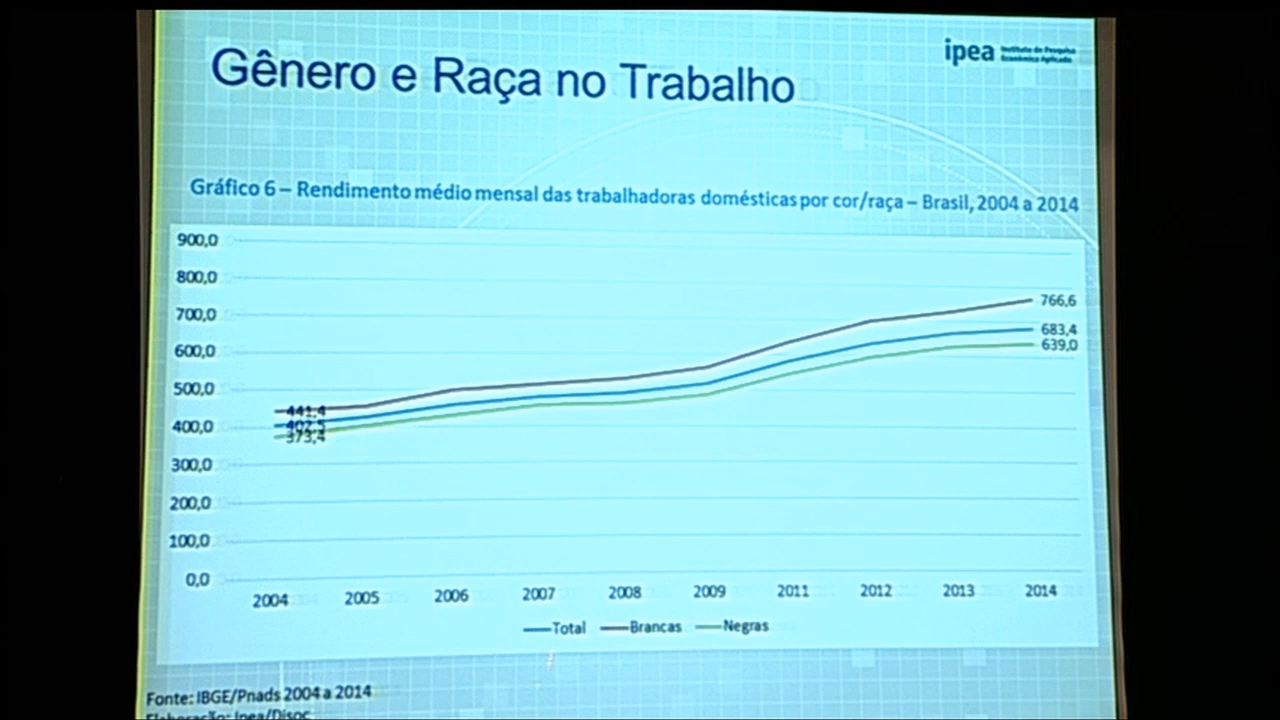 ipea Instituto de Pesquisa
Econômica Aplicada
Gênero e Raça no Trabalho
Gráfico 6 – Rendimento médio mensal das trabalhadoras domésticas por cor/raça – Brasil, 2004 a 2014
900,0
800,0
700,0
600,0
500,0
400,0
300,0
200,0
100,0
0,0
441,4
402,5
373,4
766,6
683,4
639,0
2004 2005 2006 2007 2008 2009 2011 2012 2013 2014
Total Brancas Negras
Fonte: IBGE/Pnads 2004 a 2014
Elaboração: Ipea/Disoc